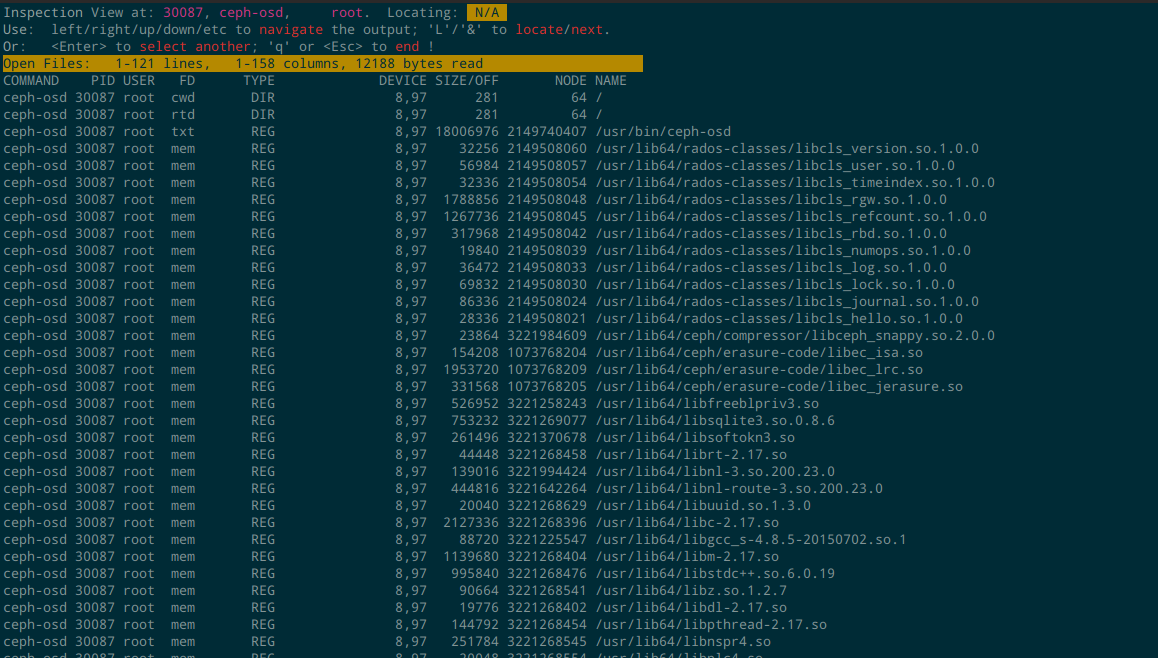 Inspection View at: 30087, ceph-osd,     root.  Locating:  N/A
Use:  left/right/up/down/etc to navigate the output; 'L'/'&' to locate/next.
Or:   <Enter> to select another; 'q' or <Esc> to end !
Open Files:   1-121 lines,   1-158 columns, 12188 bytes read
COMMAND    PID USER   FD      TYPE             DEVICE SIZE/OFF       NODE NAME
ceph-osd 30087 root  cwd       DIR               8,97      281         64 /
ceph-osd 30087 root  rtd       DIR               8,97      281         64 /
ceph-osd 30087 root  txt       REG               8,97 18006976 2149740407 /usr/bin/ceph-osd
ceph-osd 30087 root  mem       REG               8,97    32256 2149508060 /usr/lib64/rados-classes/libcls_version.so.1.0.0
ceph-osd 30087 root  mem       REG               8,97    56984 2149508057 /usr/lib64/rados-classes/libcls_user.so.1.0.0
ceph-osd 30087 root  mem       REG               8,97    32336 2149508054 /usr/lib64/rados-classes/libcls_timeindex.so.1.0.0
ceph-osd 30087 root  mem       REG               8,97  1788856 2149508048 /usr/lib64/rados-classes/libcls_rgw.so.1.0.0
ceph-osd 30087 root  mem       REG               8,97  1267736 2149508045 /usr/lib64/rados-classes/libcls_refcount.so.1.0.0
ceph-osd 30087 root  mem       REG               8,97   317968 2149508042 /usr/lib64/rados-classes/libcls_rbd.so.1.0.0
ceph-osd 30087 root  mem       REG               8,97    19840 2149508039 /usr/lib64/rados-classes/libcls_numops.so.1.0.0
ceph-osd 30087 root  mem       REG               8,97    36472 2149508033 /usr/lib64/rados-classes/libcls_log.so.1.0.0
ceph-osd 30087 root  mem       REG               8,97    69832 2149508030 /usr/lib64/rados-classes/libcls_lock.so.1.0.0
ceph-osd 30087 root  mem       REG               8,97    86336 2149508024 /usr/lib64/rados-classes/libcls_journal.so.1.0.0
ceph-osd 30087 root  mem       REG               8,97    28336 2149508021 /usr/lib64/rados-classes/libcls_hello.so.1.0.0
ceph-osd 30087 root  mem       REG               8,97    23864 3221984609 /usr/lib64/ceph/compressor/libceph_snappy.so.2.0.0
ceph-osd 30087 root  mem       REG               8,97   154208 1073768204 /usr/lib64/ceph/erasure-code/libec_isa.so
ceph-osd 30087 root  mem       REG               8,97  1953720 1073768209 /usr/lib64/ceph/erasure-code/libec_lrc.so
ceph-osd 30087 root  mem       REG               8,97   331568 1073768205 /usr/lib64/ceph/erasure-code/libec_jerasure.so
ceph-osd 30087 root  mem       REG               8,97   526952 3221258243 /usr/lib64/libfreeblpriv3.so
ceph-osd 30087 root  mem       REG               8,97   753232 3221269077 /usr/lib64/libsqlite3.so.0.8.6
ceph-osd 30087 root  mem       REG               8,97   261496 3221370678 /usr/lib64/libsoftokn3.so
ceph-osd 30087 root  mem       REG               8,97    44448 3221268458 /usr/lib64/librt-2.17.so
ceph-osd 30087 root  mem       REG               8,97   139016 3221994424 /usr/lib64/libnl-3.so.200.23.0
ceph-osd 30087 root  mem       REG               8,97   444816 3221642264 /usr/lib64/libnl-route-3.so.200.23.0
ceph-osd 30087 root  mem       REG               8,97    20040 3221268629 /usr/lib64/libuuid.so.1.3.0
ceph-osd 30087 root  mem       REG               8,97  2127336 3221268396 /usr/lib64/libc-2.17.so
ceph-osd 30087 root  mem       REG               8,97    88720 3221225547 /usr/lib64/libgcc_s-4.8.5-20150702.so.1
ceph-osd 30087 root  mem       REG               8,97  1139680 3221268404 /usr/lib64/libm-2.17.so
ceph-osd 30087 root  mem       REG               8,97   995840 3221268476 /usr/lib64/libstdc++.so.6.0.19
ceph-osd 30087 root  mem       REG               8,97    90664 3221268541 /usr/lib64/libz.so.1.2.7
ceph-osd 30087 root  mem       REG               8,97    19776 3221268402 /usr/lib64/libdl-2.17.so
ceph-osd 30087 root  mem       REG               8,97   144792 3221268454 /usr/lib64/libpthread-2.17.so
ceph-osd 30087 root  mem       REG               8,97   251784 3221268545 /usr/lib64/libnspr4.so
ceph-osd 30087 root  mem       REG               8,97    20048 3221268554 /usr/lib64/libplc4.so